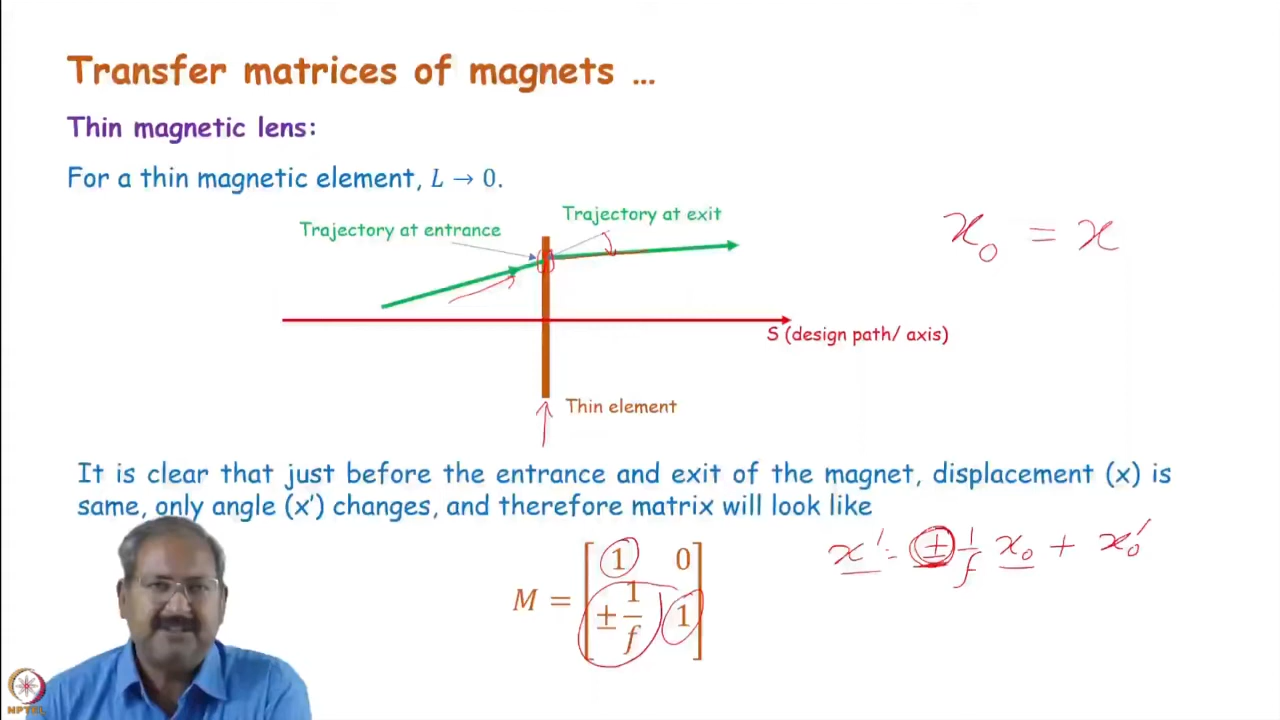 Transfer matrices of magnets ...
Thin magnetic lens:
For a thin magnetic element, L → 0.
Trajectory at entrance
Trajectory at exit
x₀ = x
S (design path/ axis)
Thin element
It is clear that just before the entrance and exit of the magnet, displacement (x) is
same, only angle (x′) changes, and therefore matrix will look like
x′ = ± 1/f x₀ + x₀′
M = [1 0
± 1/f 1]
NPTEL